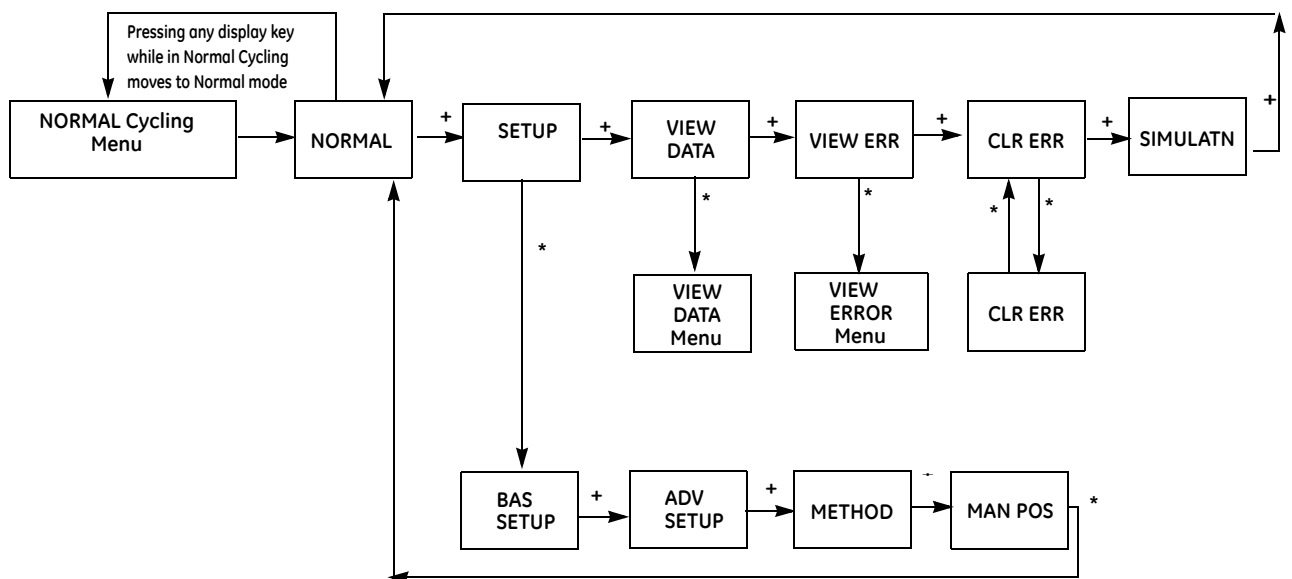 Pressing any display key
while in Normal Cycling
moves to Normal mode
NORMAL Cycling
Menu
NORMAL
+
SETUP
+
VIEW
DATA
+
VIEW ERR
+
CLR ERR
+
SIMULATN
+
*
*
*
*
*
VIEW
DATA
Menu
VIEW
ERROR
Menu
CLR ERR
BAS
SETUP
+
ADV
SETUP
+
METHOD
MAN POS
*